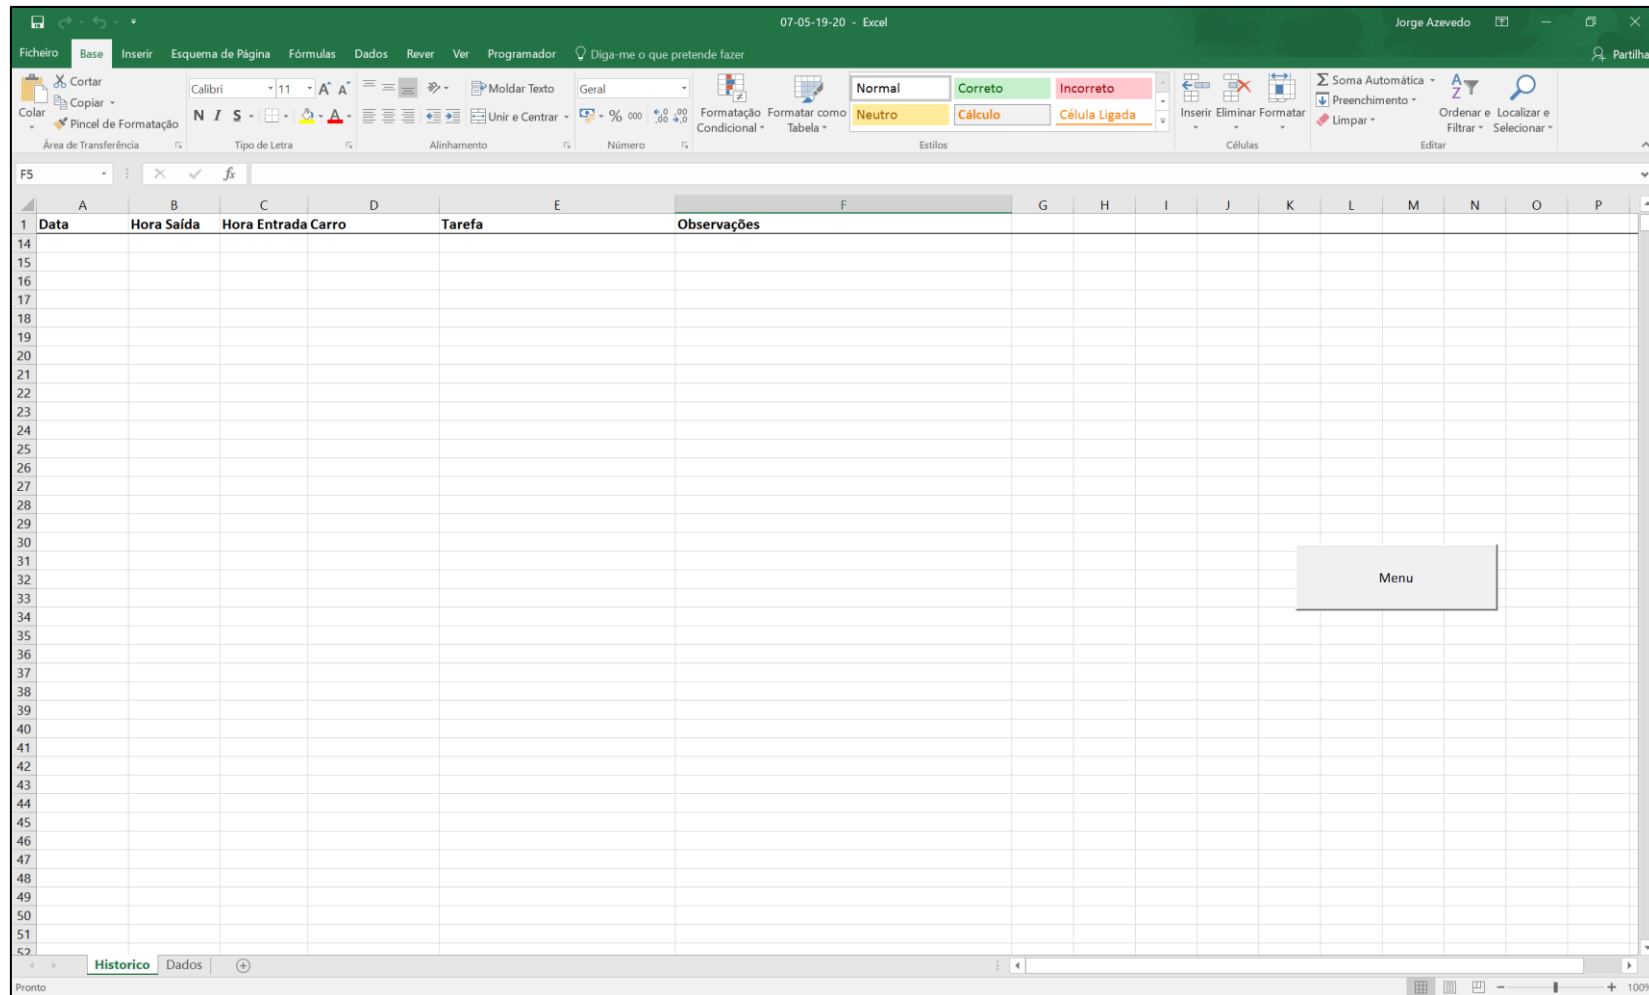 07-05-19-20 - Excel
Jorge Azevedo
Ficheiro Base Inserir Esquema de Página Fórmulas Dados Rever Ver Programador Diga-me o que pretende fazer
Partilha
Colar
Cortar
Copiar
Pincel de Formatação
Área de Transferência
Calibri 11
N I S
Tipo de Letra
Moldar Texto
Unir e Centrar
Alinhamento
Geral
% 000
Número
Formatação Condicional
Formatar como Tabela
Normal Correto Incorreto
Neutro Cálculo Célula Ligada
Estilos
Inserir Eliminar Formatar
Células
Soma Automática
Preenchimento
Limpar
Ordenar e Filtrar
Localizar e Selecionar
Editar
F5 fx
A B C D E F G H I J K L M N O P
1 Data Hora Saída Hora Entrada Carro Tarefa Observações
14
15
16
17
18
19
20
21
22
23
24
25
26
27
28
29
30
31
32
33
34
35
36
37
38
39
40
41
42
43
44
45
46
47
48
49
50
51
52
Menu
Historico Dados
Pronto
100%